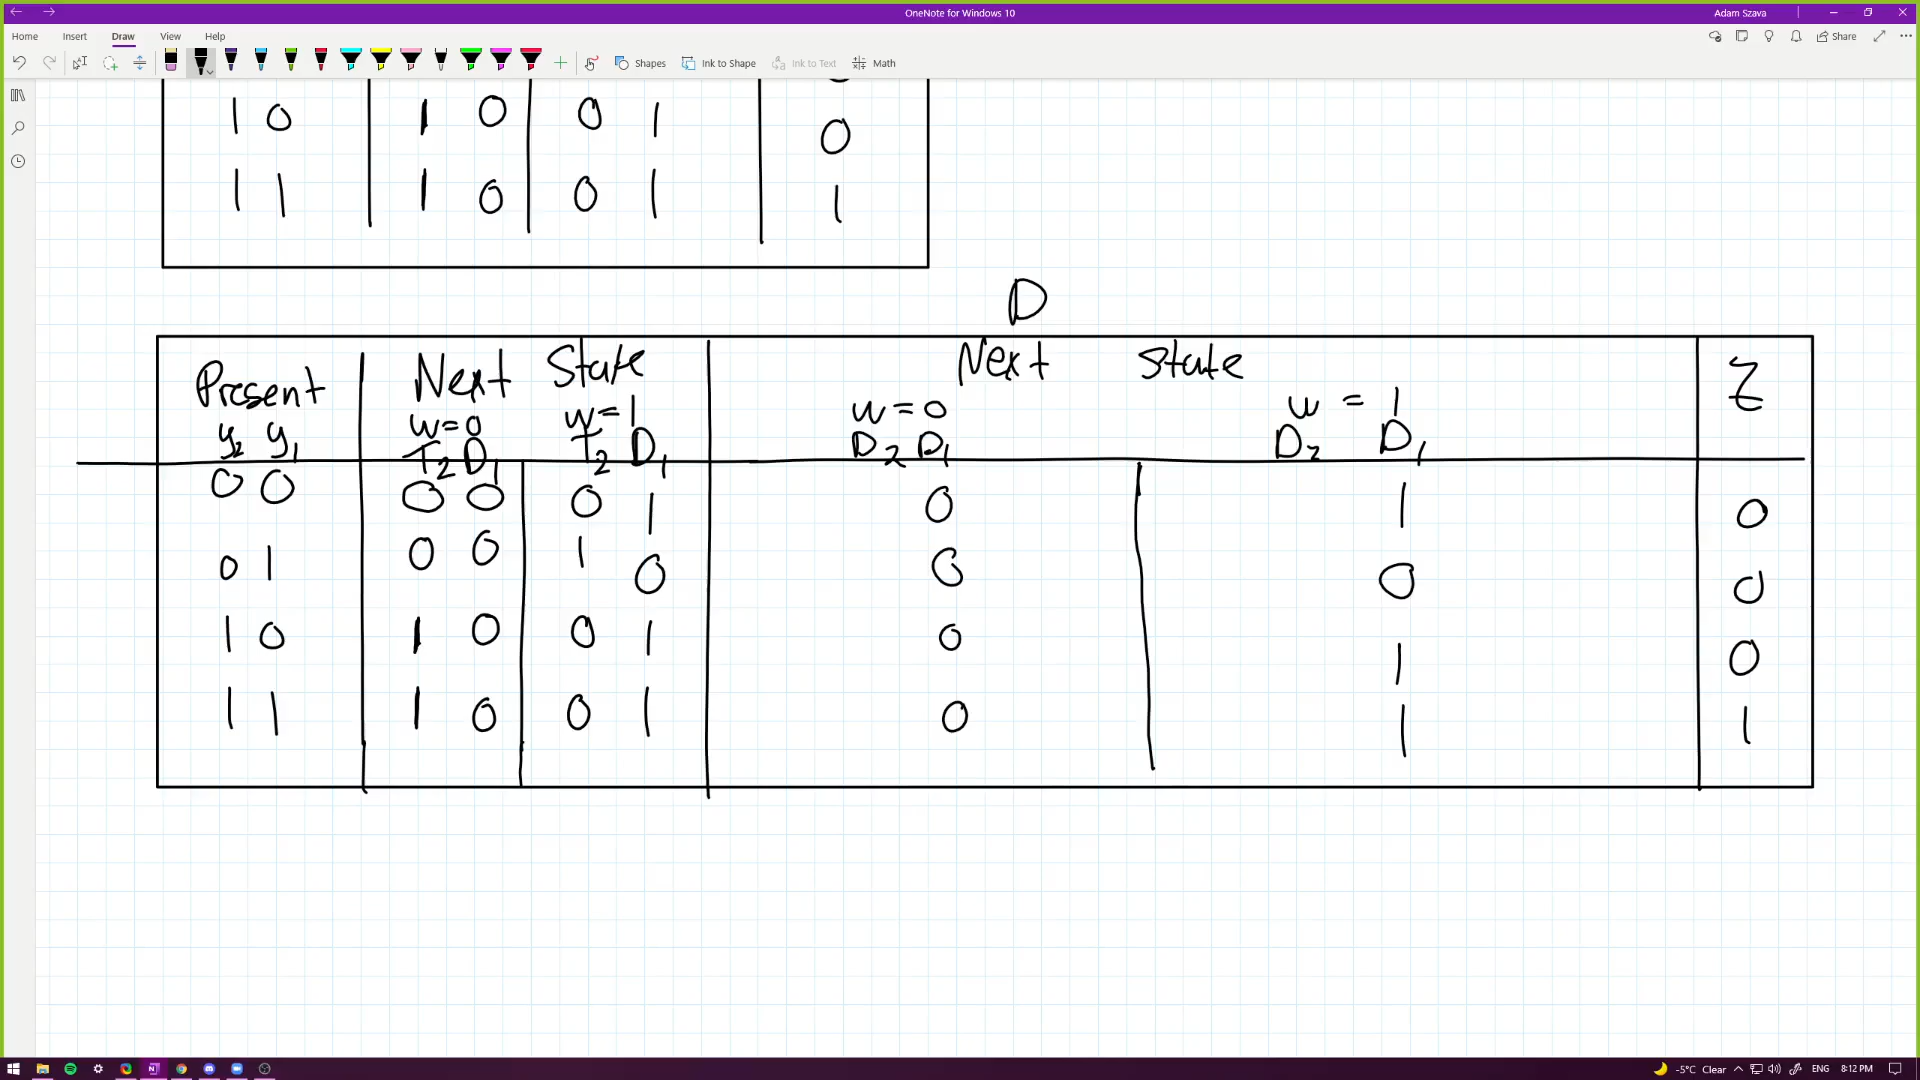 OneNote for Windows 10
Adam Szava
Home Insert Draw View Help
Share
Shapes Ink to Shape Ink to Text Math
0
1 0 1 0 0 1 0
1 1 1 0 0 1 1
D
Present Next State Next State Z
w=0 w=1 w=0 w = 1
y2 y1 T2 D1 T2 D1 D2 D1 D2 D1
0 0 0 0 0 1 0 1 0
0 1 0 0 1 0 0 0 0
1 0 1 0 0 1 0 1 0
1 1 1 0 0 1 0 1 1
-5°C Clear ENG 8:12 PM